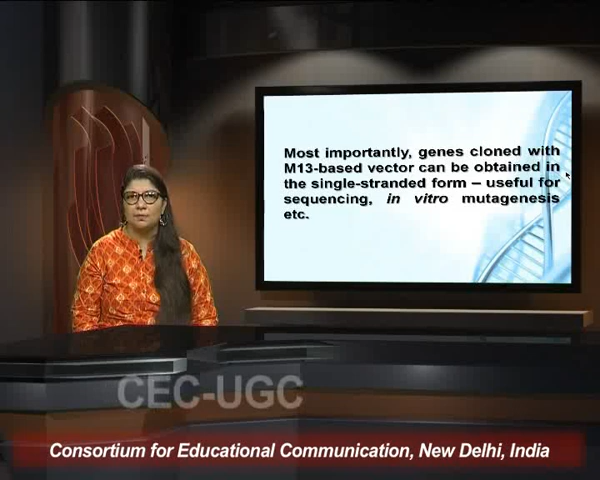 Most importantly, genes cloned with
M13-based vector can be obtained in
the single-stranded form – useful for
sequencing, in vitro mutagenesis
etc.
CEC-UGC
Consortium for Educational Communication, New Delhi, India